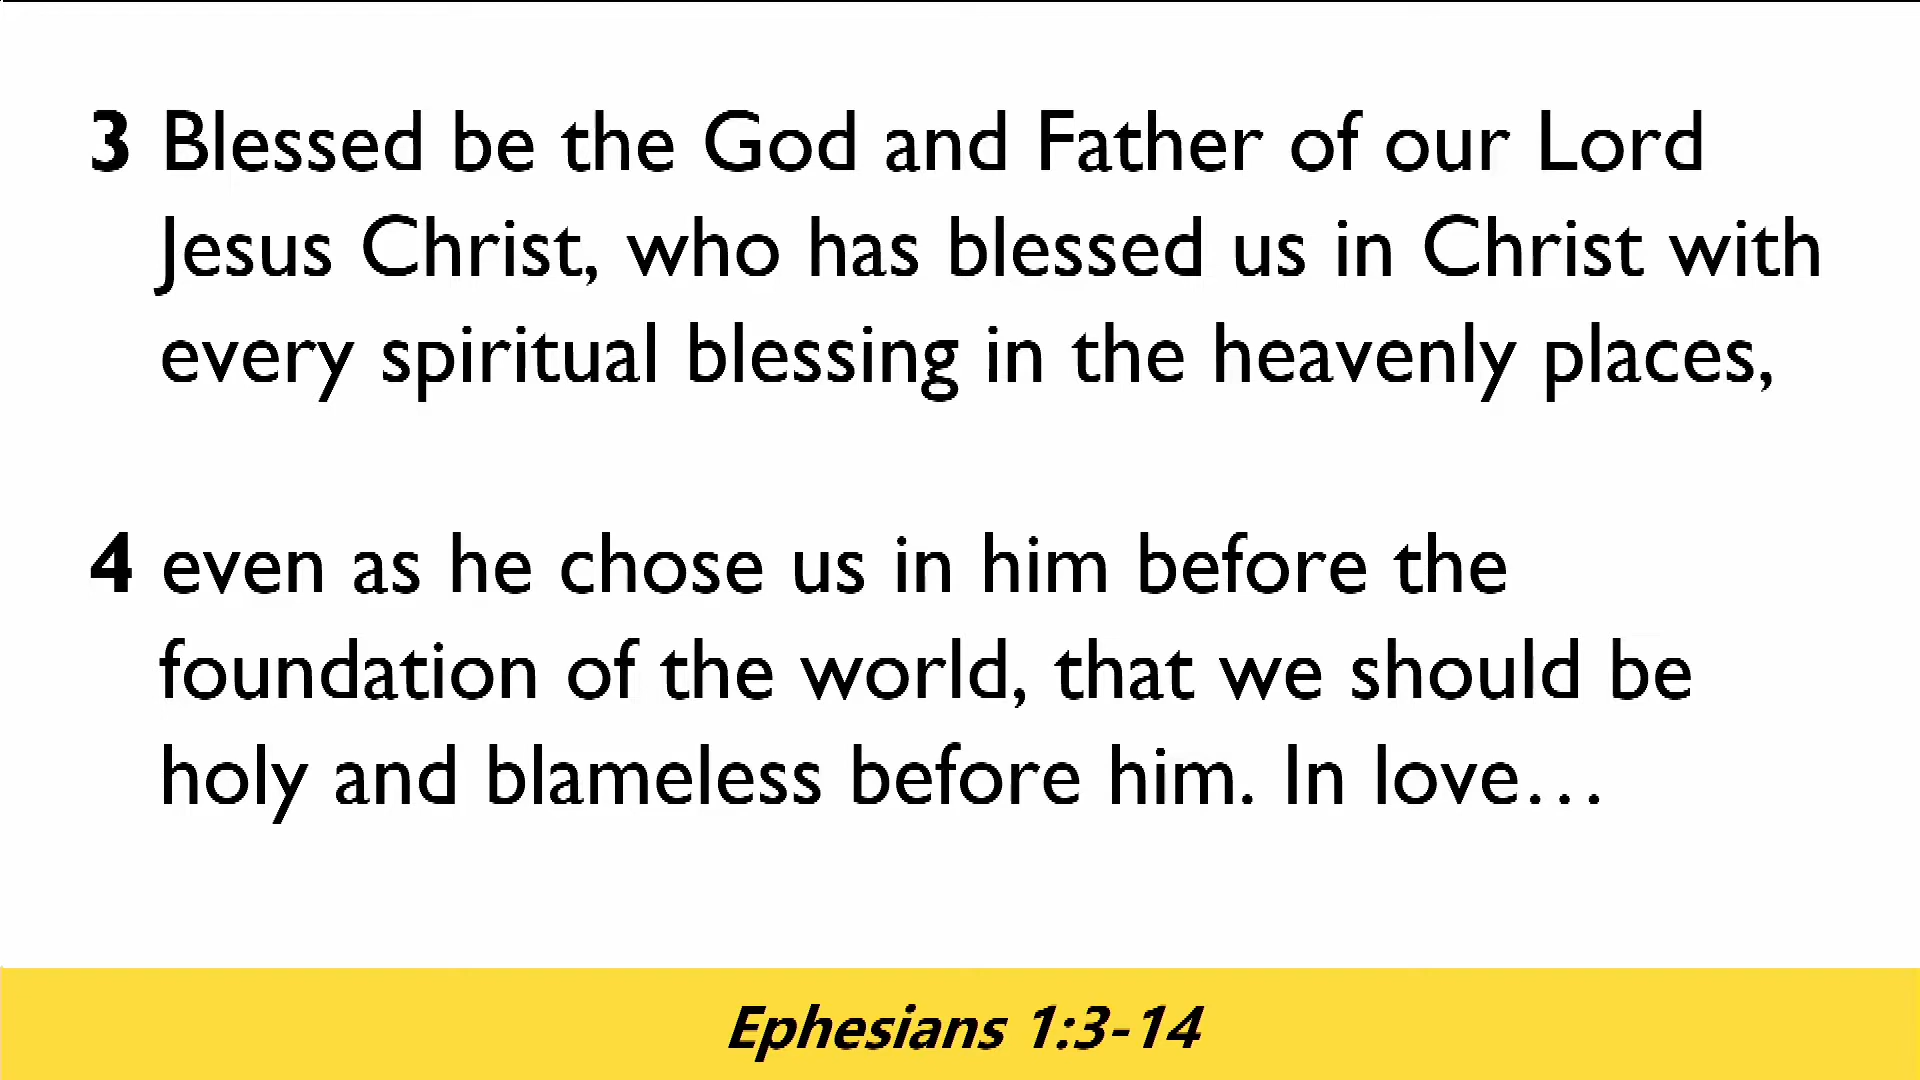 3 Blessed be the God and Father of our Lord
Jesus Christ, who has blessed us in Christ with
every spiritual blessing in the heavenly places,
4 even as he chose us in him before the
foundation of the world, that we should be
holy and blameless before him. In love…
Ephesians 1:3-14